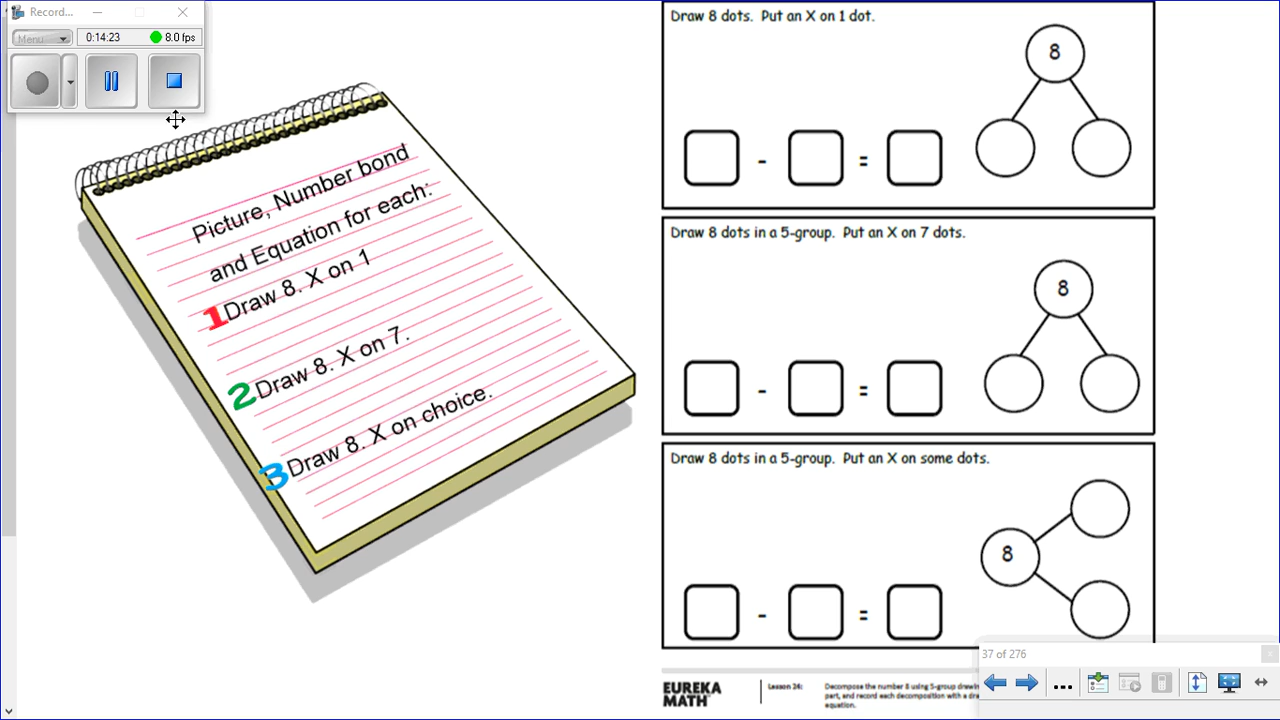 Record...
Menu
0:14:23
8.0 fps
Picture, Number bond
and Equation for each:
1 Draw 8. X on 1
2 Draw 8. X on 7.
3 Draw 8. X on choice.
Draw 8 dots. Put an X on 1 dot.
8
- =
Draw 8 dots in a 5-group. Put an X on 7 dots.
8
- =
Draw 8 dots in a 5-group. Put an X on some dots.
8
- =
37 of 276
...
EUREKA
MATH
Lesson 24:
Decompose the number 8 using 5-group
part, and record each decomposition with a
equation.